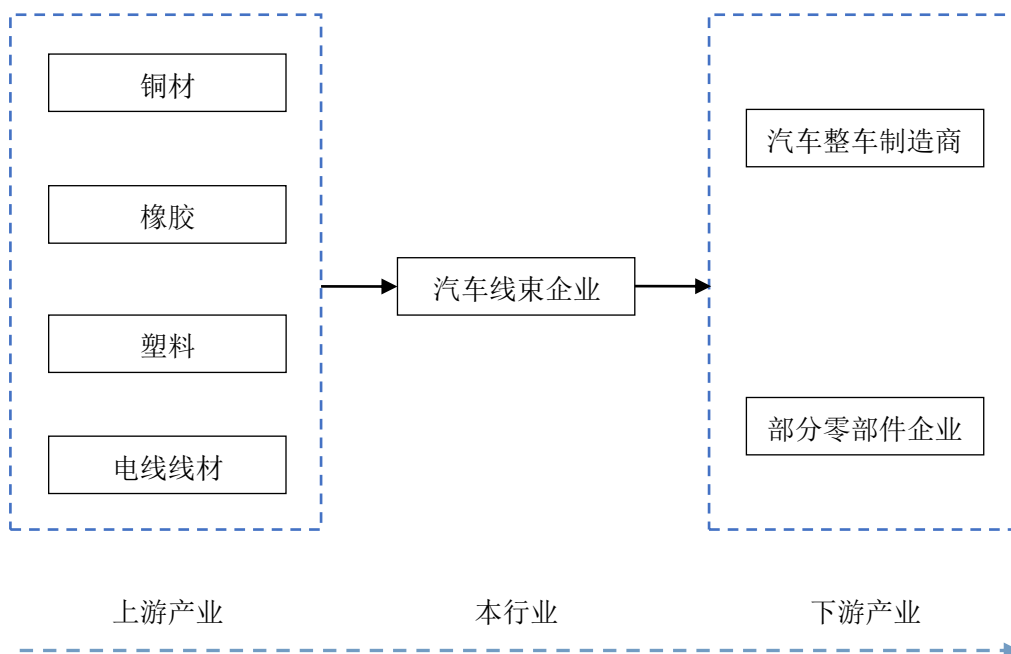 铜材
橡胶
塑料
电线线材
汽车线束企业
汽车整车制造商
部分零部件企业
上游产业
本行业
下游产业